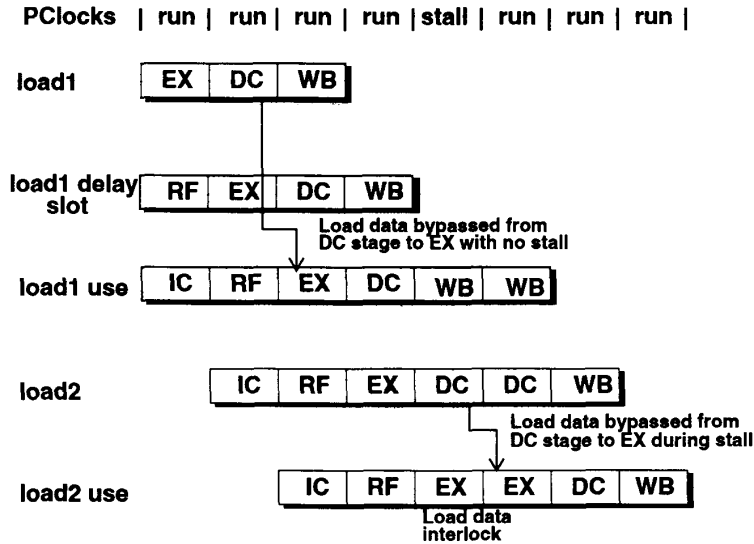 PClocks | run | run | run | run | stall | run | run | run |
load1 EX DC WB
load1 delay slot RF EX DC WB
Load data bypassed from
DC stage to EX with no stall
load1 use IC RF EX DC WB WB
load2 IC RF EX DC DC WB
Load data bypassed from
DC stage to EX during stall
load2 use IC RF EX EX DC WB
Load data
interlock